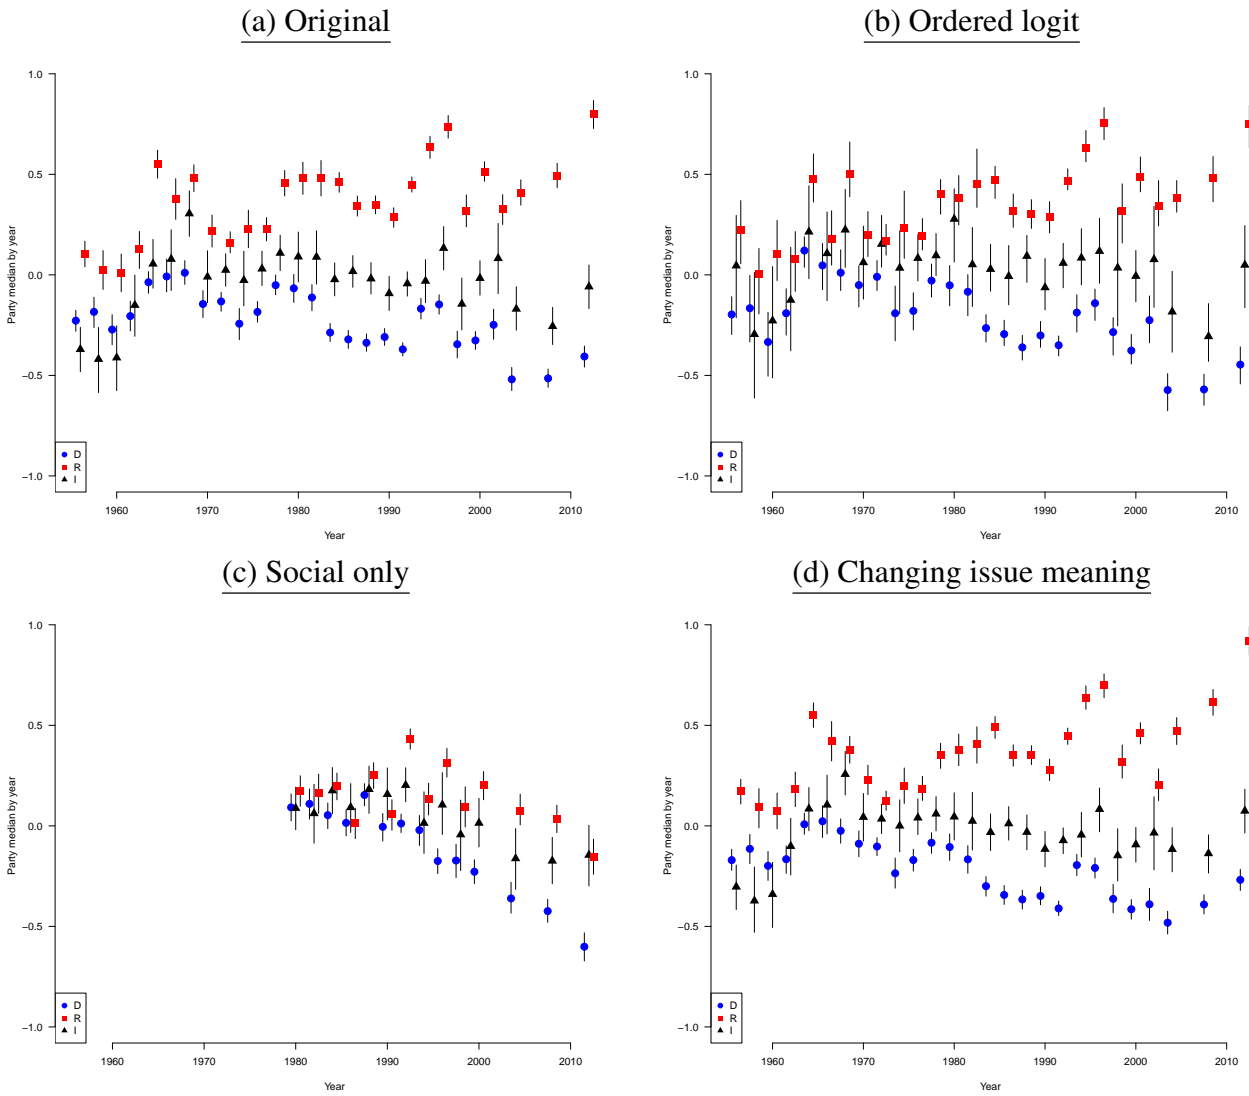 (a) Original
Party median by year
1.0
0.5
0.0
−0.5
−1.0
D
R
I
1960 1970 1980 1990 2000 2010
Year
(b) Ordered logit
Party median by year
1.0
0.5
0.0
−0.5
−1.0
D
R
I
1960 1970 1980 1990 2000 2010
Year
(c) Social only
Party median by year
1.0
0.5
0.0
−0.5
−1.0
D
R
I
1960 1970 1980 1990 2000 2010
Year
(d) Changing issue meaning
Party median by year
1.0
0.5
0.0
−0.5
−1.0
D
R
I
1960 1970 1980 1990 2000 2010
Year